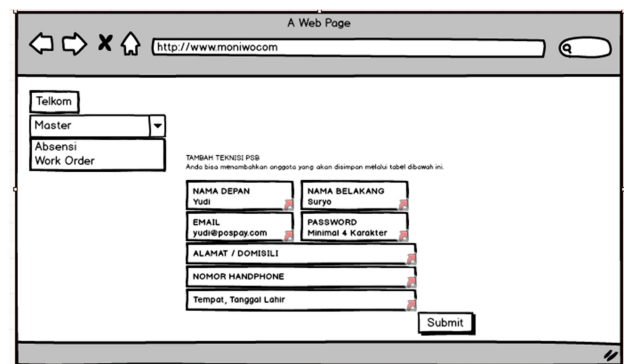 A Web Page
http://www.moniwocom
Telkom
Master
Absensi
Work Order
TAMBAH TEKNISI PSB
Anda bisa menambahkan anggota yang akan disimpan melalui tabel dibawah ini.
NAMA DEPAN
Yudi
NAMA BELAKANG
Suryo
EMAIL
yudi@pospay.com
PASSWORD
Minimal 4 Karakter
ALAMAT / DOMISILI
NOMOR HANDPHONE
Tempat, Tanggal Lahir
Submit